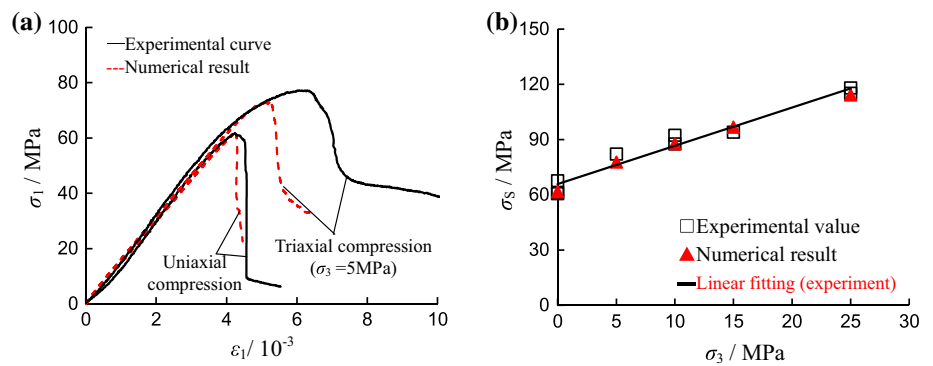 (a)
100
80
60
40
20
0
σ1 / MPa
Experimental curve
Numerical result
Uniaxial
compression
Triaxial compression
(σ3 =5MPa)
0 2 4 6 8 10
ε1 / 10-3
(b)
150
120
90
60
30
0
σS / MPa
Experimental value
Numerical result
Linear fitting (experiment)
0 5 10 15 20 25 30
σ3 / MPa